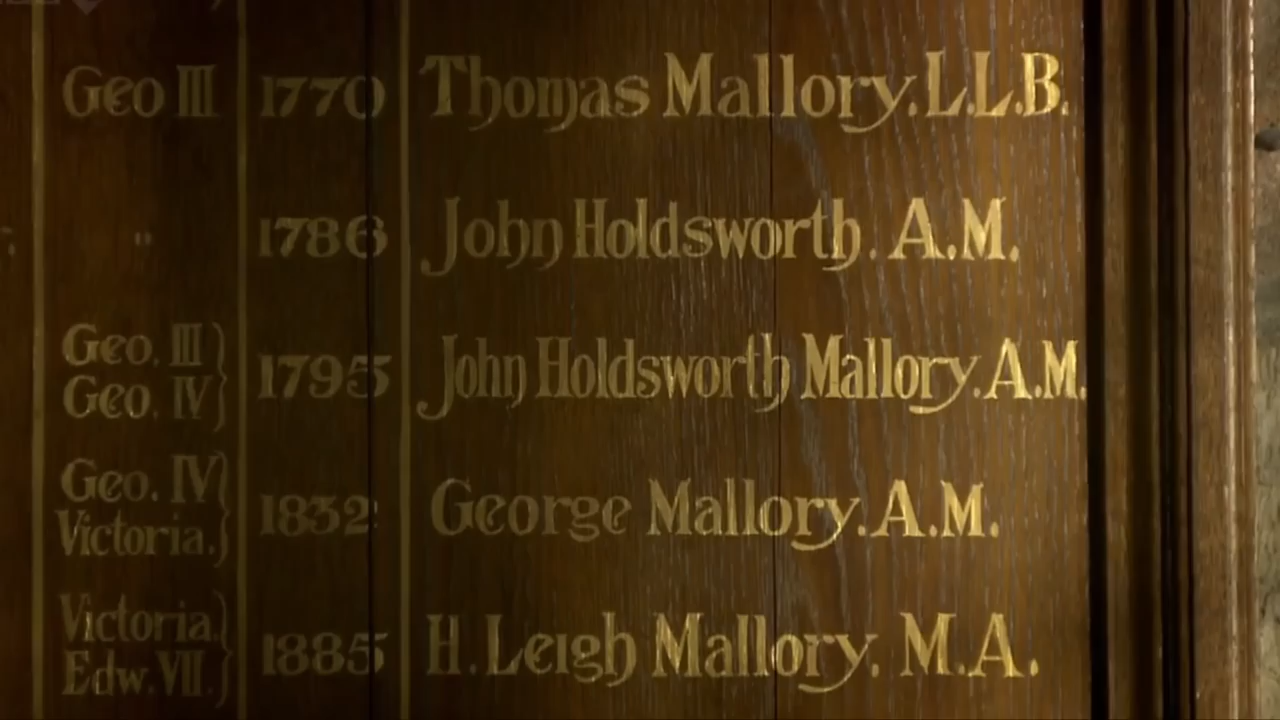 Geo III 1770 Thomas Mallory. L.L.B.
" 1786 John Holdsworth. A.M.
Geo. III
Geo. IV } 1795 John Holdsworth Mallory. A.M.
Geo. IV
Victoria. } 1832 George Mallory. A.M.
Victoria.
Edw. VII. } 1885 H. Leigh Mallory. M.A.